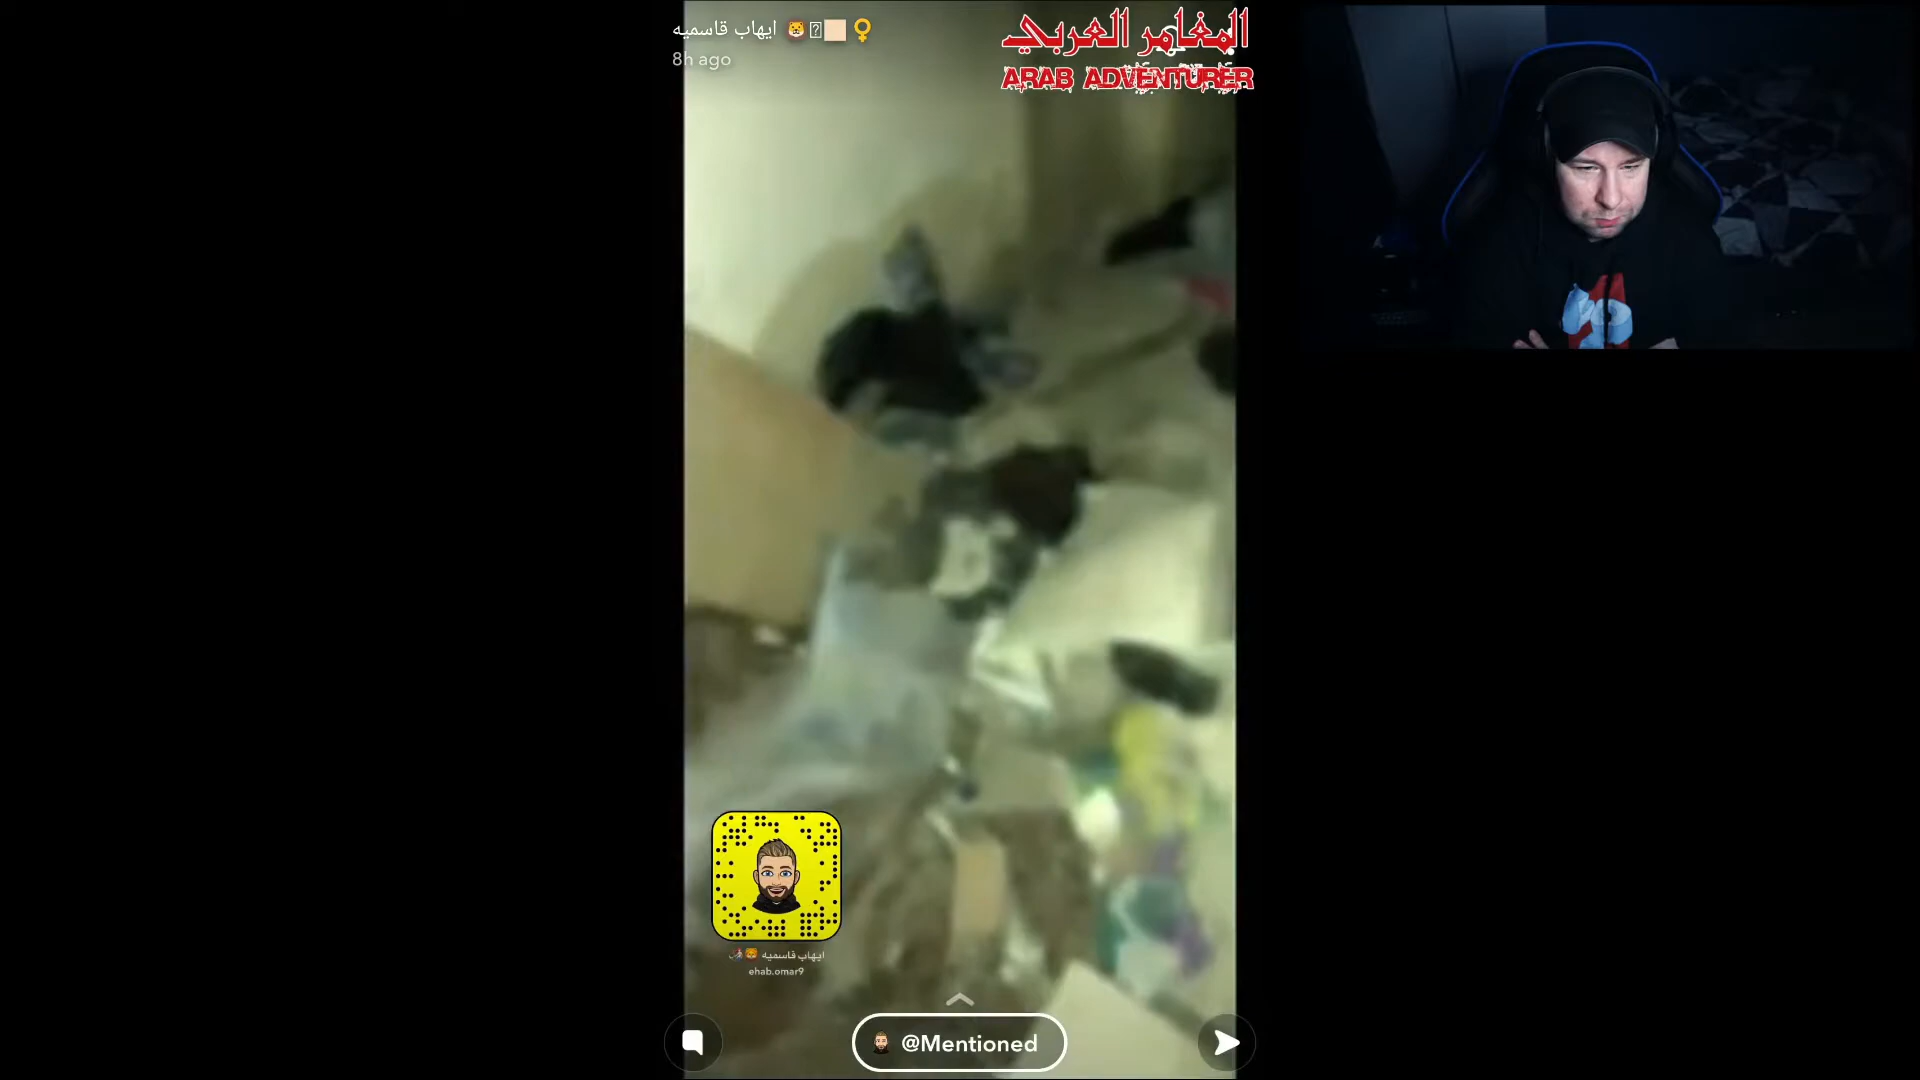 ايهاب قاسميه
8h ago
المغامر العربي
ARAB ADVENTURER
ايهاب قاسميه
ehab.omar9
@Mentioned